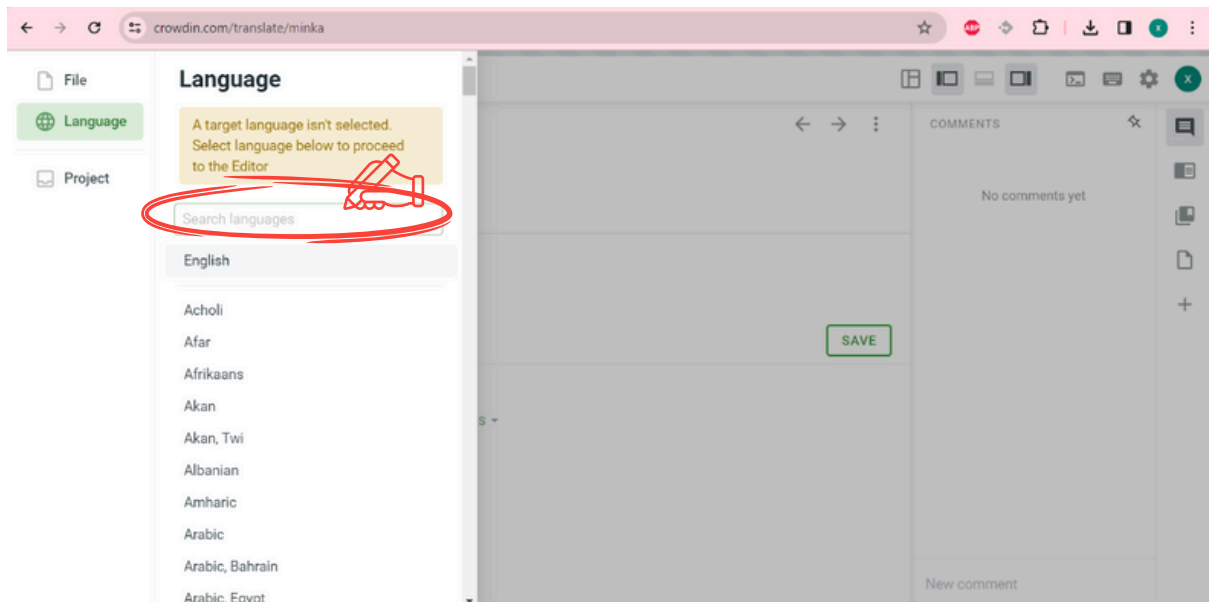 crowdin.com/translate/minka
ABP
X
File
Language
Project
Language
A target language isn't selected.
Select language below to proceed
to the Editor
Search languages
English
Acholi
Afar
Afrikaans
Akan
Akan, Twi
Albanian
Amharic
Arabic
Arabic, Bahrain
Arabic, Egypt
SAVE
S
X
COMMENTS
No comments yet
New comment